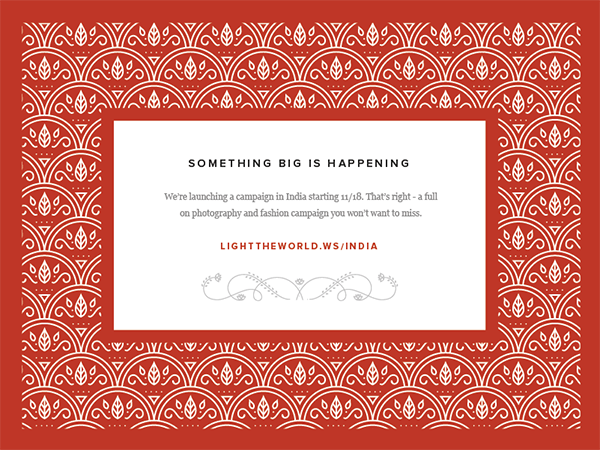 SOMETHING BIG IS HAPPENING
We're launching a campaign in India starting 11/18. That's right - a full
on photography and fashion campaign you won't want to miss.
LIGHTTHEWORLD.WS/INDIA